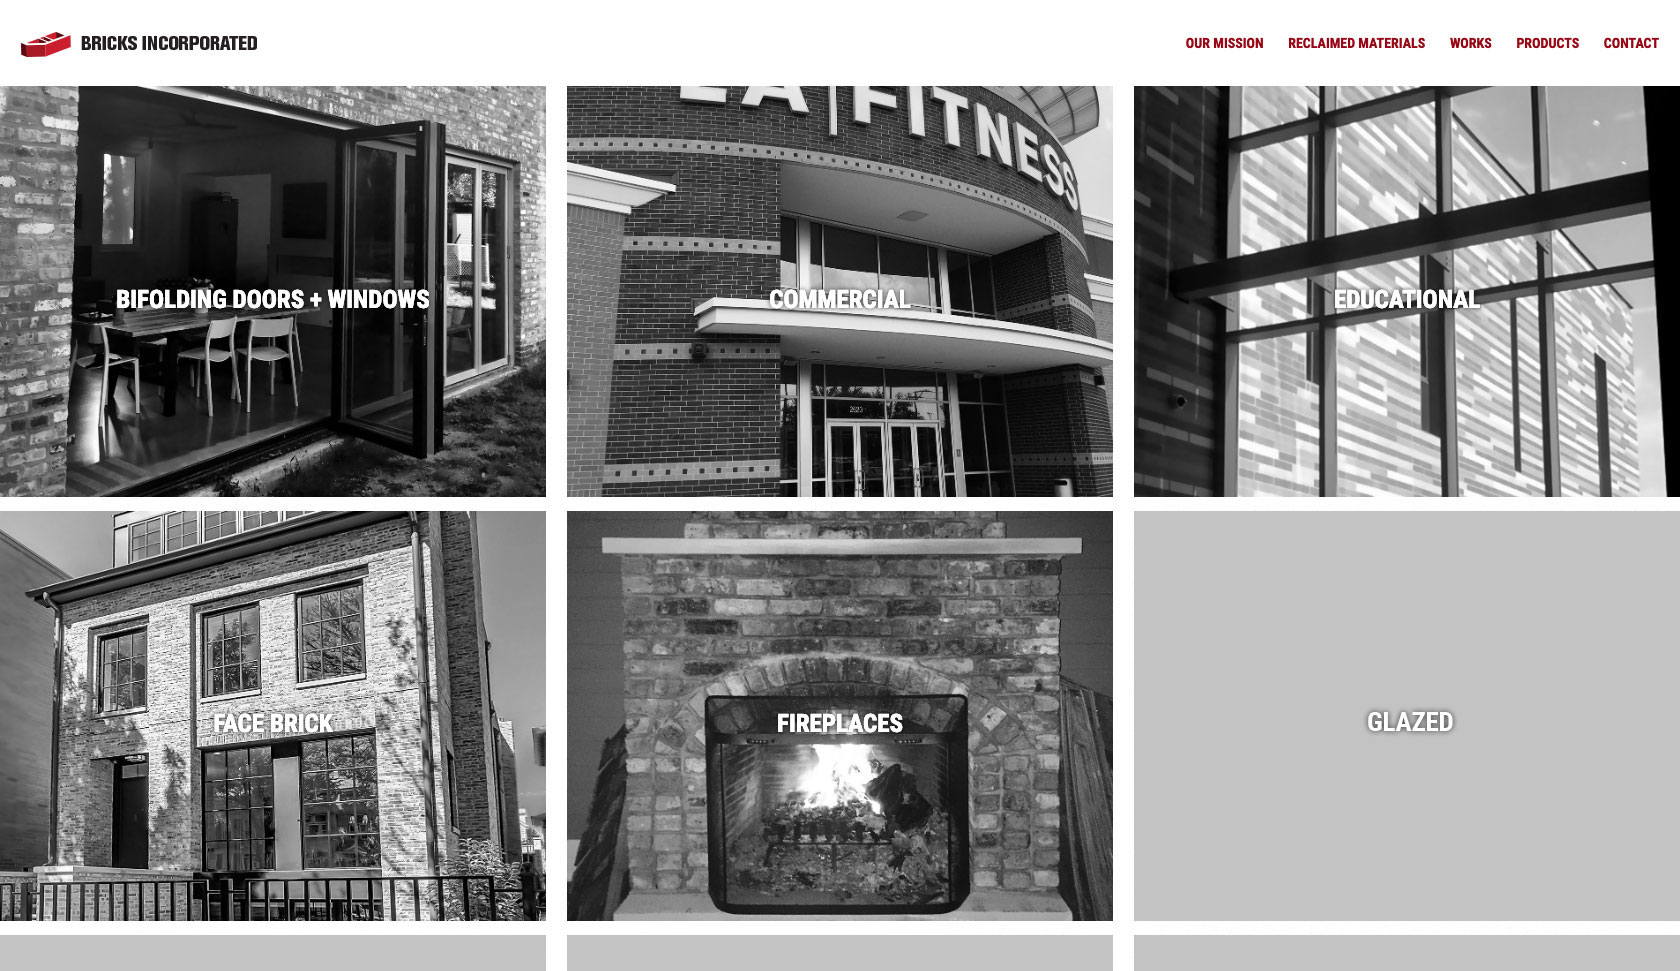 BRICKS INCORPORATED
OUR MISSION
RECLAIMED MATERIALS
WORKS
PRODUCTS
CONTACT
BIFOLDING DOORS + WINDOWS
LA FITNESS
COMMERCIAL
2623
EDUCATIONAL
FACE BRICK
FIREPLACES
GLAZED